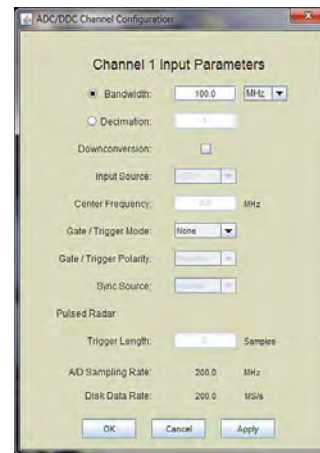 ADC/DDC Channel Configuration
Channel 1 Input Parameters
Bandwidth: 100.0 MHz
Decimation:
Downconversion:
Input Source:
Center Frequency: MHz
Gate / Trigger Mode: None
Gate / Trigger Polarity:
Sync Source:
Pulsed Radar
Trigger Length: Samples
A/D Sampling Rate: 200.0 MHz
Disk Data Rate: 200.0 MS/s
OK Cancel Apply